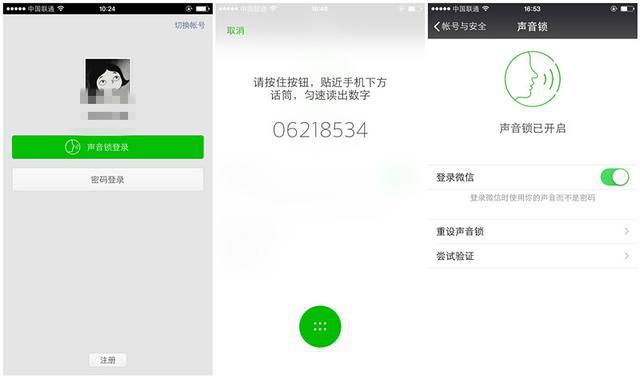 中国联通
10:24
切换帐号
声音锁登录
密码登录
注册
中国联通
16:48
取消
请按住按钮，贴近手机下方
话筒，匀速读出数字
06218534
中国联通
16:53
帐号与安全
声音锁
声音锁已开启
登录微信
登录微信时使用你的声音而不是密码
重设声音锁
尝试验证